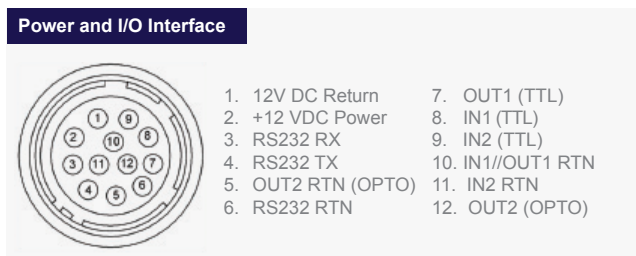 Power and I/O Interface
1. 12V DC Return
2. +12 VDC Power
3. RS232 RX
4. RS232 TX
5. OUT2 RTN (OPTO)
6. RS232 RTN
7. OUT1 (TTL)
8. IN1 (TTL)
9. IN2 (TTL)
10. IN1//OUT1 RTN
11. IN2 RTN
12. OUT2 (OPTO)
1 9
2 10 8
3 11 12 7
4 5 6